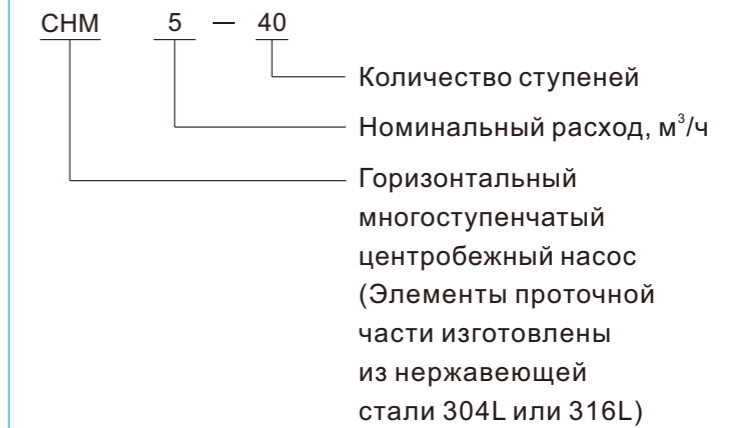 CHM 5 — 40
Количество ступеней
Номинальный расход, м³/ч
Горизонтальный
многоступенчатый
центробежный насос
(Элементы проточной
части изготовлены
из нержавеющей
стали 304L или 316L)